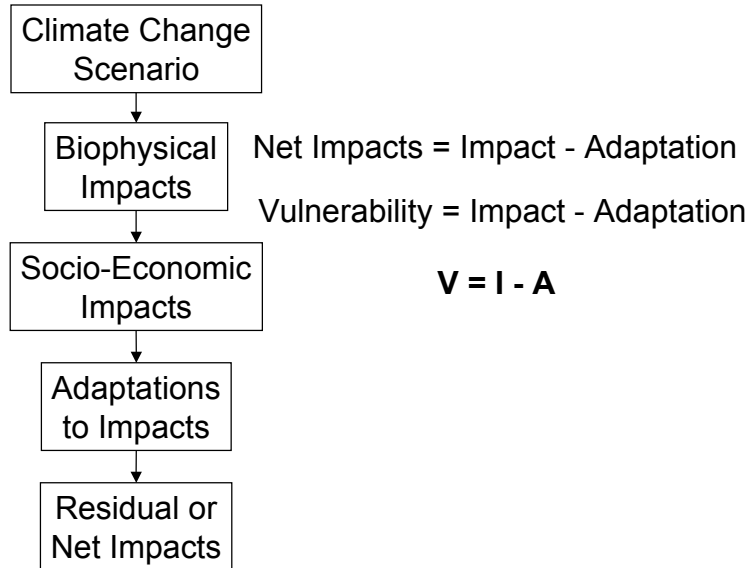 Climate Change
Scenario
Biophysical
Impacts
Net Impacts = Impact - Adaptation
Vulnerability = Impact - Adaptation
Socio-Economic
Impacts
V = I - A
Adaptations
to Impacts
Residual or
Net Impacts